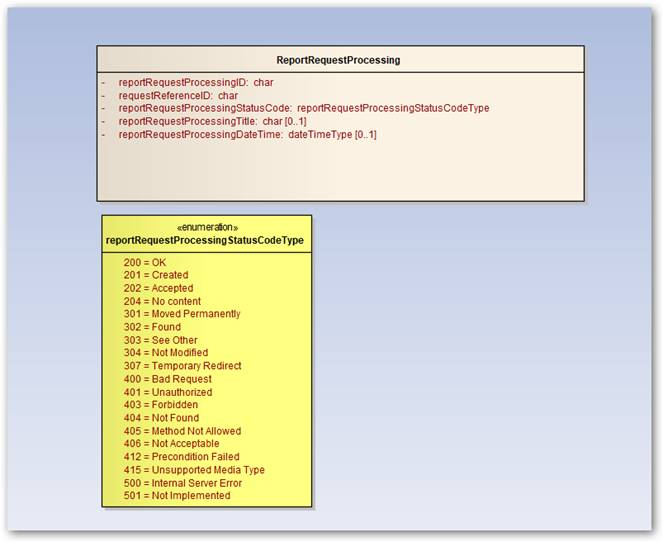 ReportRequestProcessing
- reportRequestProcessingID: char
- requestReferenceID: char
- reportRequestProcessingStatusCode: reportRequestProcessingStatusCodeType
- reportRequestProcessingTitle: char [0..1]
- reportRequestProcessingDateTime: dateTimeType [0..1]
«enumeration»
reportRequestProcessingStatusCodeType
200 = OK
201 = Created
202 = Accepted
204 = No content
301 = Moved Permanently
302 = Found
303 = See Other
304 = Not Modified
307 = Temporary Redirect
400 = Bad Request
401 = Unauthorized
403 = Forbidden
404 = Not Found
405 = Method Not Allowed
406 = Not Acceptable
412 = Precondition Failed
415 = Unsupported Media Type
500 = Internal Server Error
501 = Not Implemented